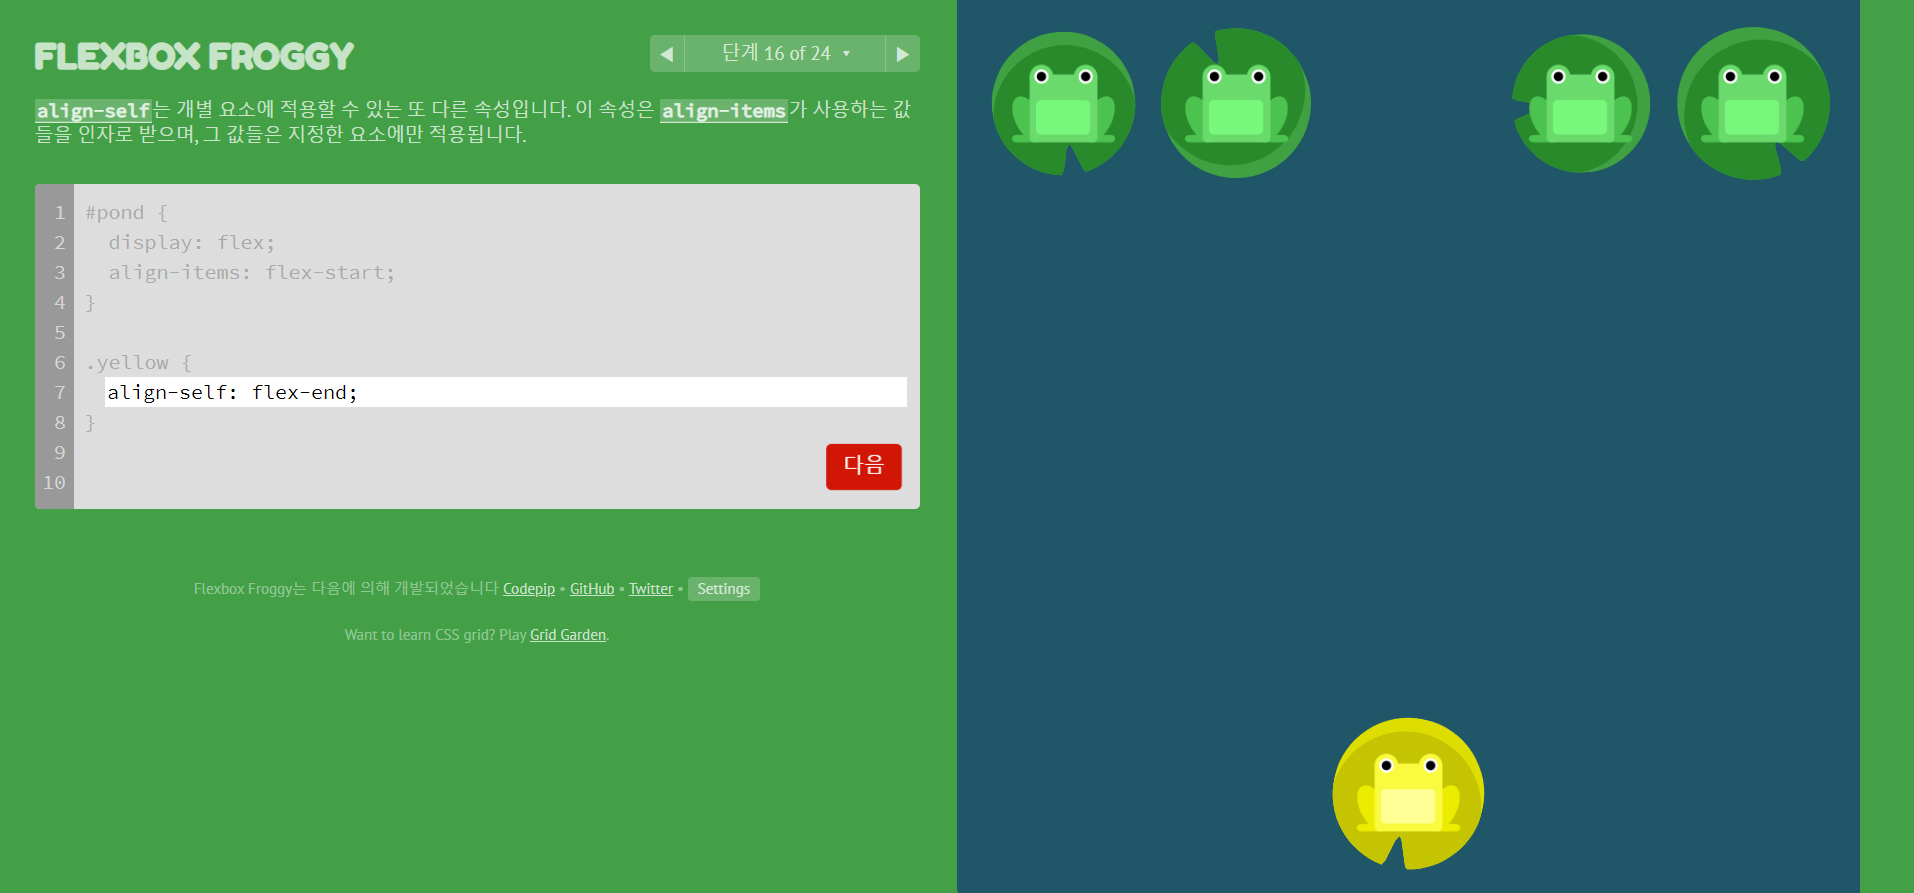 FLEXBOX FROGGY
◀ 단계 16 of 24 ▾ ▶
align-self는 개별 요소에 적용할 수 있는 또 다른 속성입니다. 이 속성은 align-items가 사용하는 값
들을 인자로 받으며, 그 값들은 지정한 요소에만 적용됩니다.
1 #pond {
2 display: flex;
3 align-items: flex-start;
4 }
5
6 .yellow {
7 align-self: flex-end;
8 }
9
10
다음
Flexbox Froggy는 다음에 의해 개발되었습니다 Codepip • GitHub • Twitter • Settings
Want to learn CSS grid? Play Grid Garden.